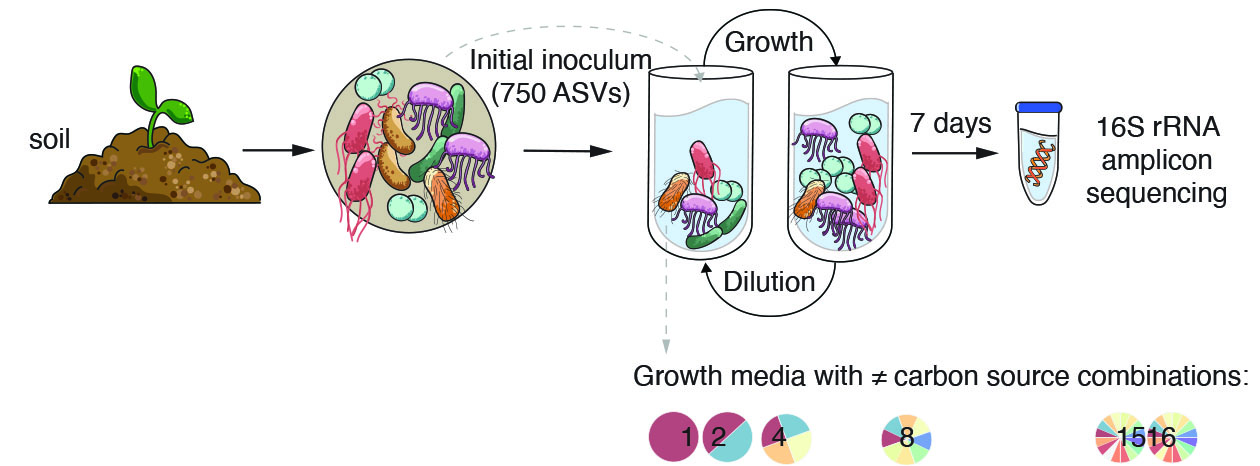 soil
Initial inoculum
(750 ASVs)
Growth
Dilution
7 days
16S rRNA
amplicon
sequencing
Growth media with ≠ carbon source combinations:
1 2 4 8 15 16